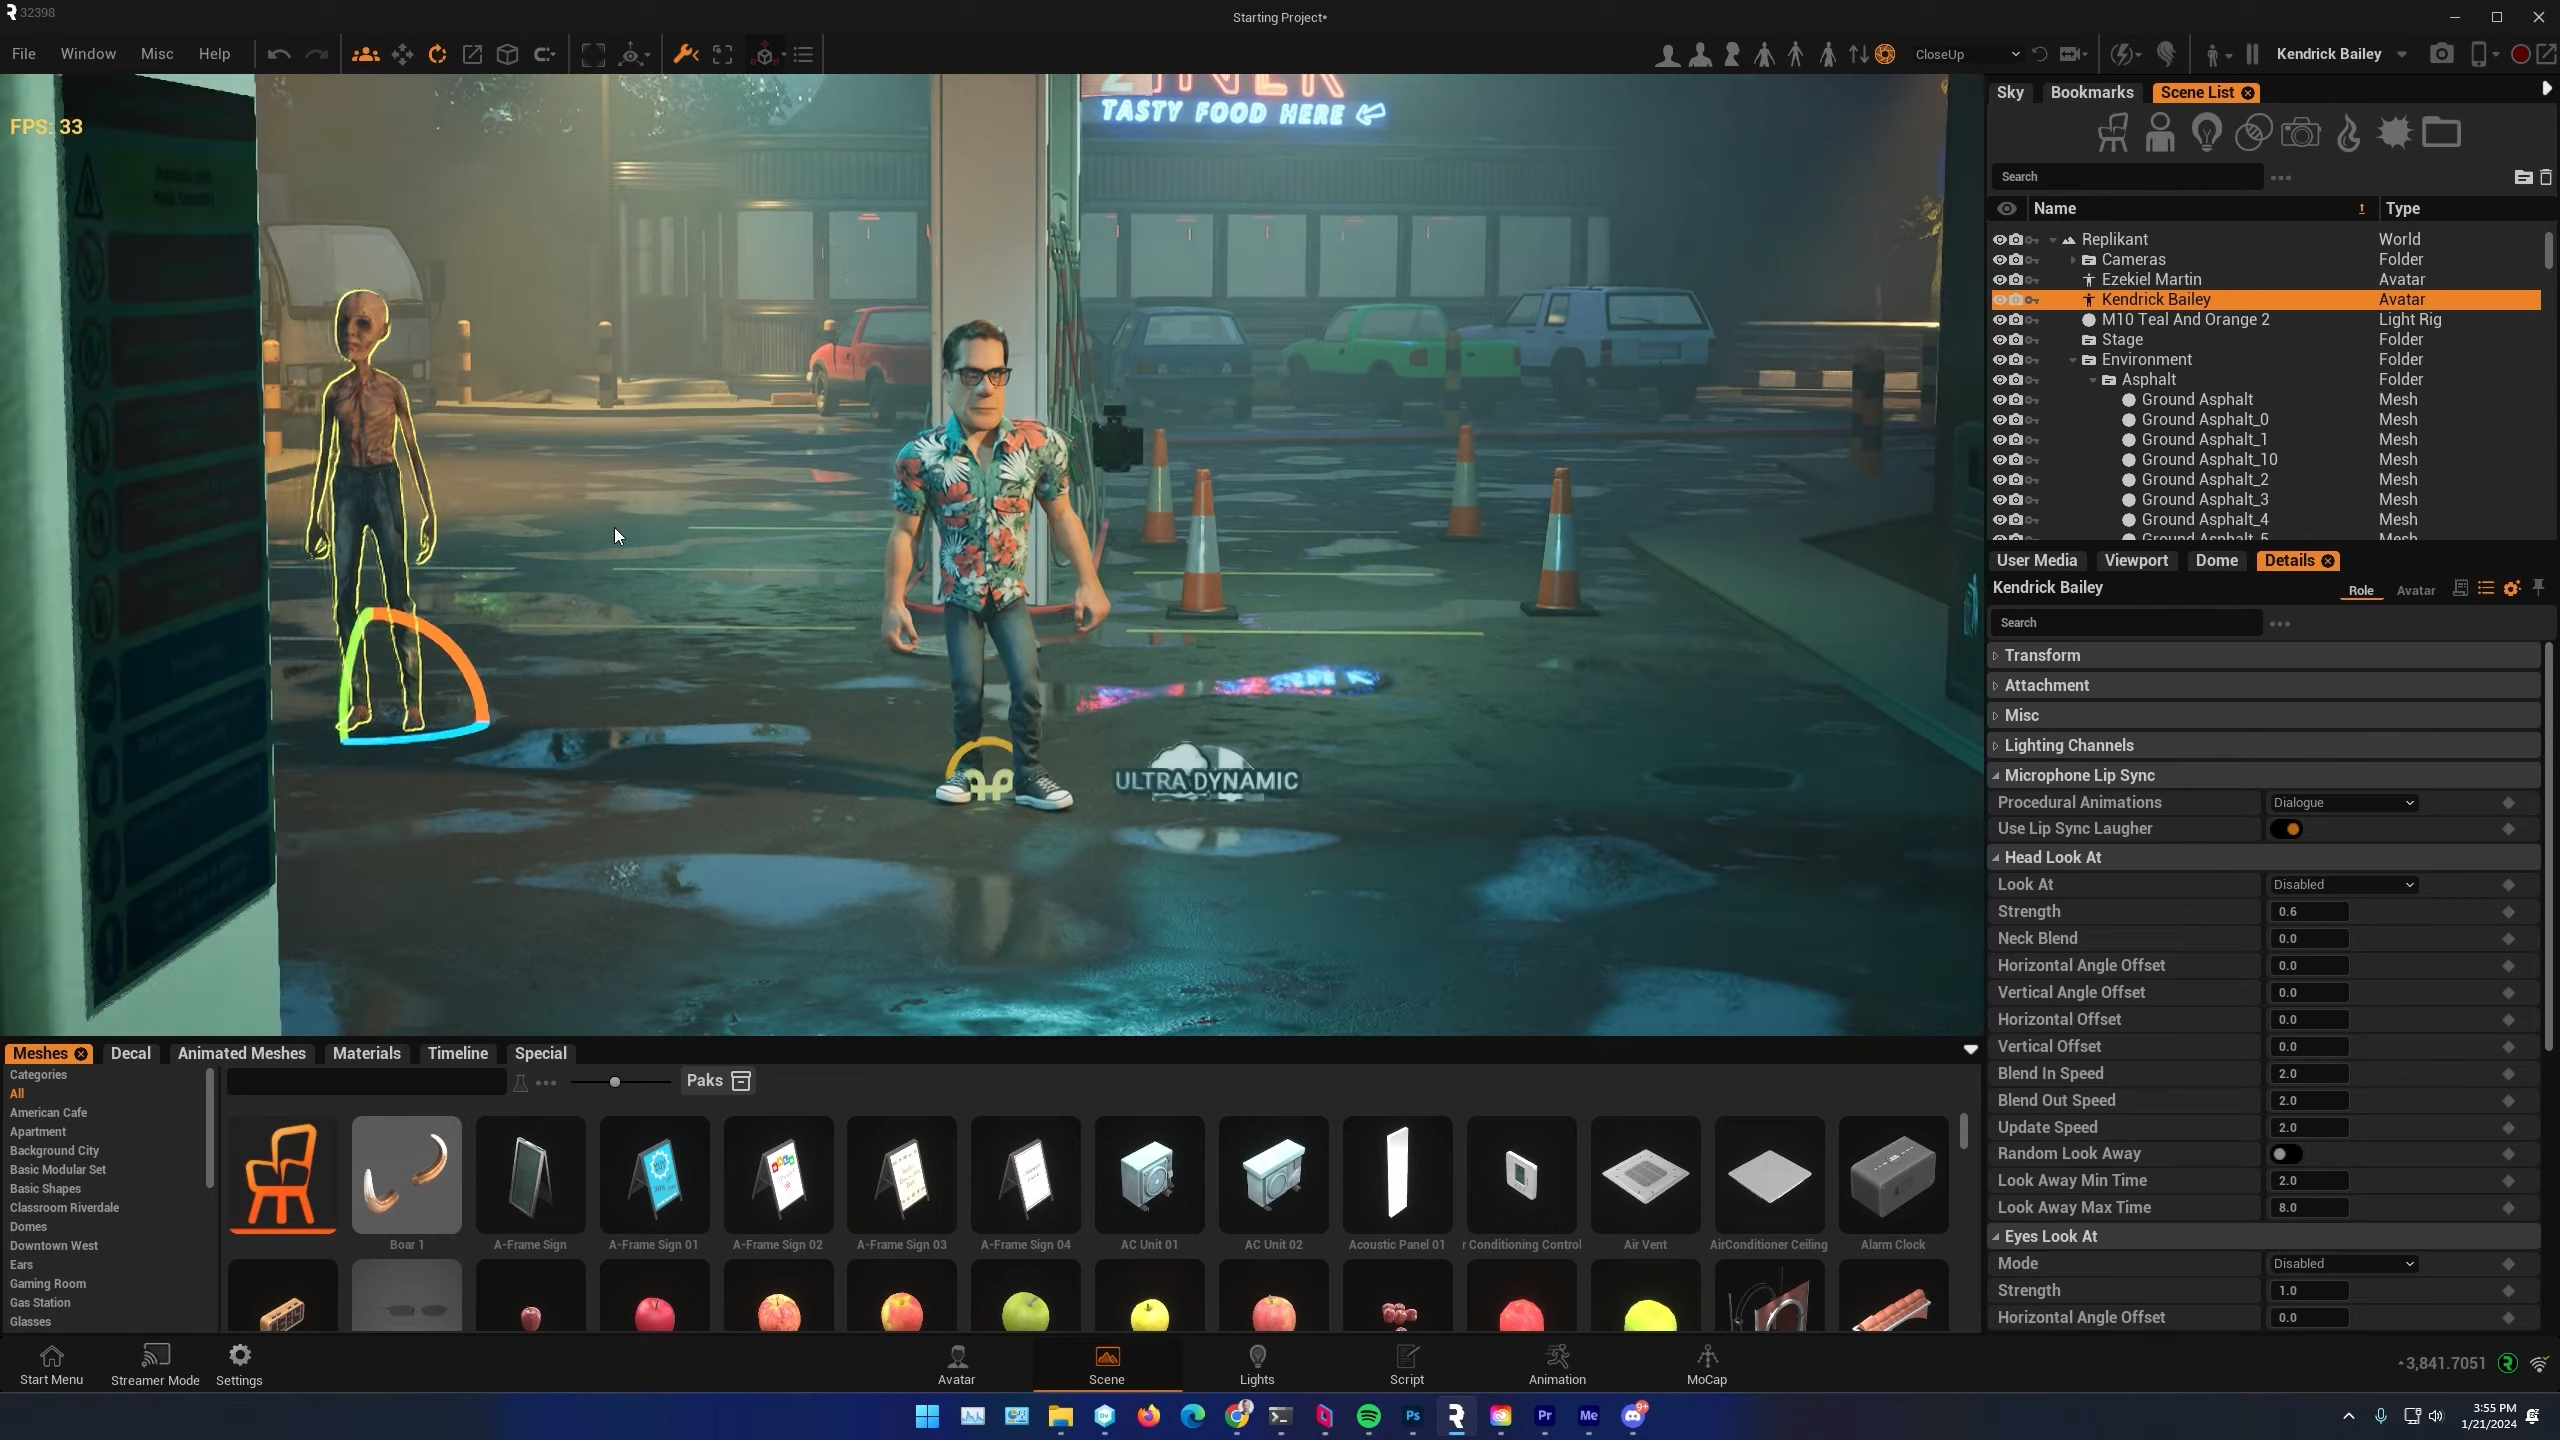 32398
Starting Project*
File Window Misc Help
CloseUp
Kendrick Bailey
FPS: 33
DINER
TASTY FOOD HERE
ULTRA DYNAMIC
Sky Bookmarks Scene List
Search
Name Type
Replikant World
Cameras Folder
Ezekiel Martin Avatar
Kendrick Bailey Avatar
M10 Teal And Orange 2 Light Rig
Stage Folder
Environment Folder
Asphalt Folder
Ground Asphalt Mesh
Ground Asphalt_0 Mesh
Ground Asphalt_1 Mesh
Ground Asphalt_10 Mesh
Ground Asphalt_2 Mesh
Ground Asphalt_3 Mesh
Ground Asphalt_4 Mesh
Ground Asphalt_5 Mesh
User Media Viewport Dome Details
Kendrick Bailey Role Avatar
Search
Transform
Attachment
Misc
Lighting Channels
Microphone Lip Sync
Procedural Animations Dialogue
Use Lip Sync Laugher
Head Look At
Look At Disabled
Strength 0.6
Neck Blend 0.0
Horizontal Angle Offset 0.0
Vertical Angle Offset 0.0
Horizontal Offset 0.0
Vertical Offset 0.0
Blend In Speed 2.0
Blend Out Speed 2.0
Update Speed 2.0
Random Look Away
Look Away Min Time 2.0
Look Away Max Time 8.0
Eyes Look At
Mode Disabled
Strength 1.0
Horizontal Angle Offset 0.0
Meshes Decal Animated Meshes Materials Timeline Special
Paks
Categories
All
American Cafe
Apartment
Background City
Basic Modular Set
Basic Shapes
Classroom Riverdale
Domes
Downtown West
Ears
Gaming Room
Gas Station
Glasses
Boar 1 A-Frame Sign A-Frame Sign 01 A-Frame Sign 02 A-Frame Sign 03 A-Frame Sign 04 AC Unit 01 AC Unit 02 Acoustic Panel 01 r Conditioning Control Air Vent AirConditioner Ceiling Alarm Clock
Start Menu Streamer Mode Settings Avatar Scene Lights Script Animation MoCap
3,841.7051
Ps Pr Me 9+
3:55 PM
1/21/2024